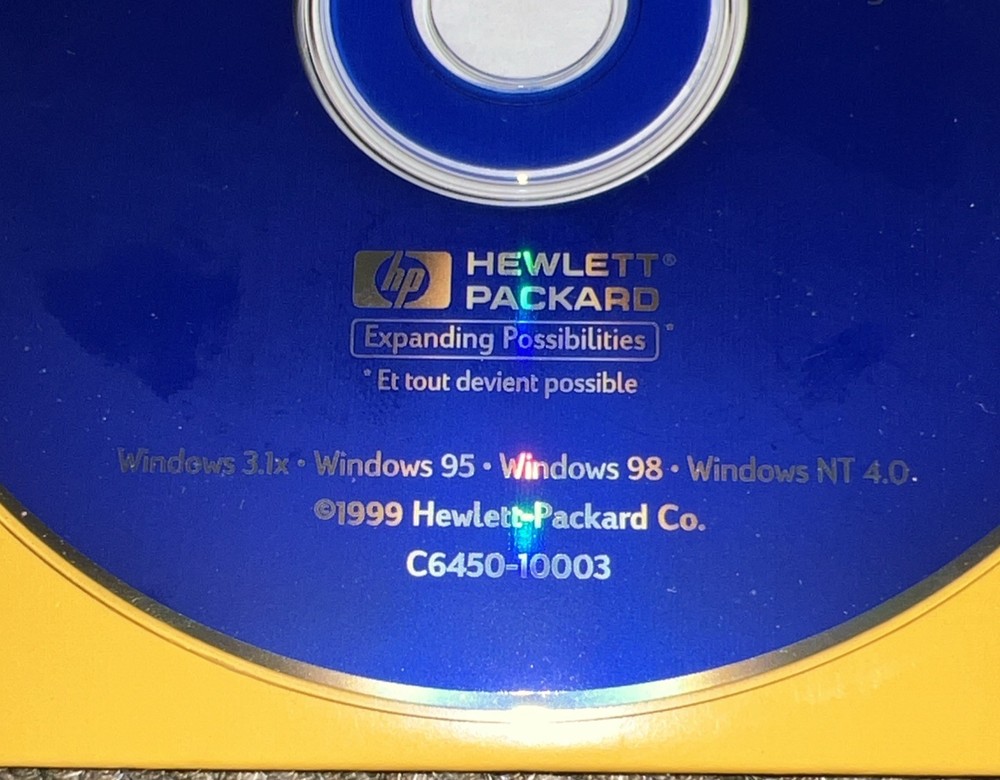 hp HEWLETT®
PACKARD
Expanding Possibilities*
*Et tout devient possible
Windows 3.1x • Windows 95 • Windows 98 • Windows NT 4.0.
©1999 Hewlett-Packard Co.
C6450-10003